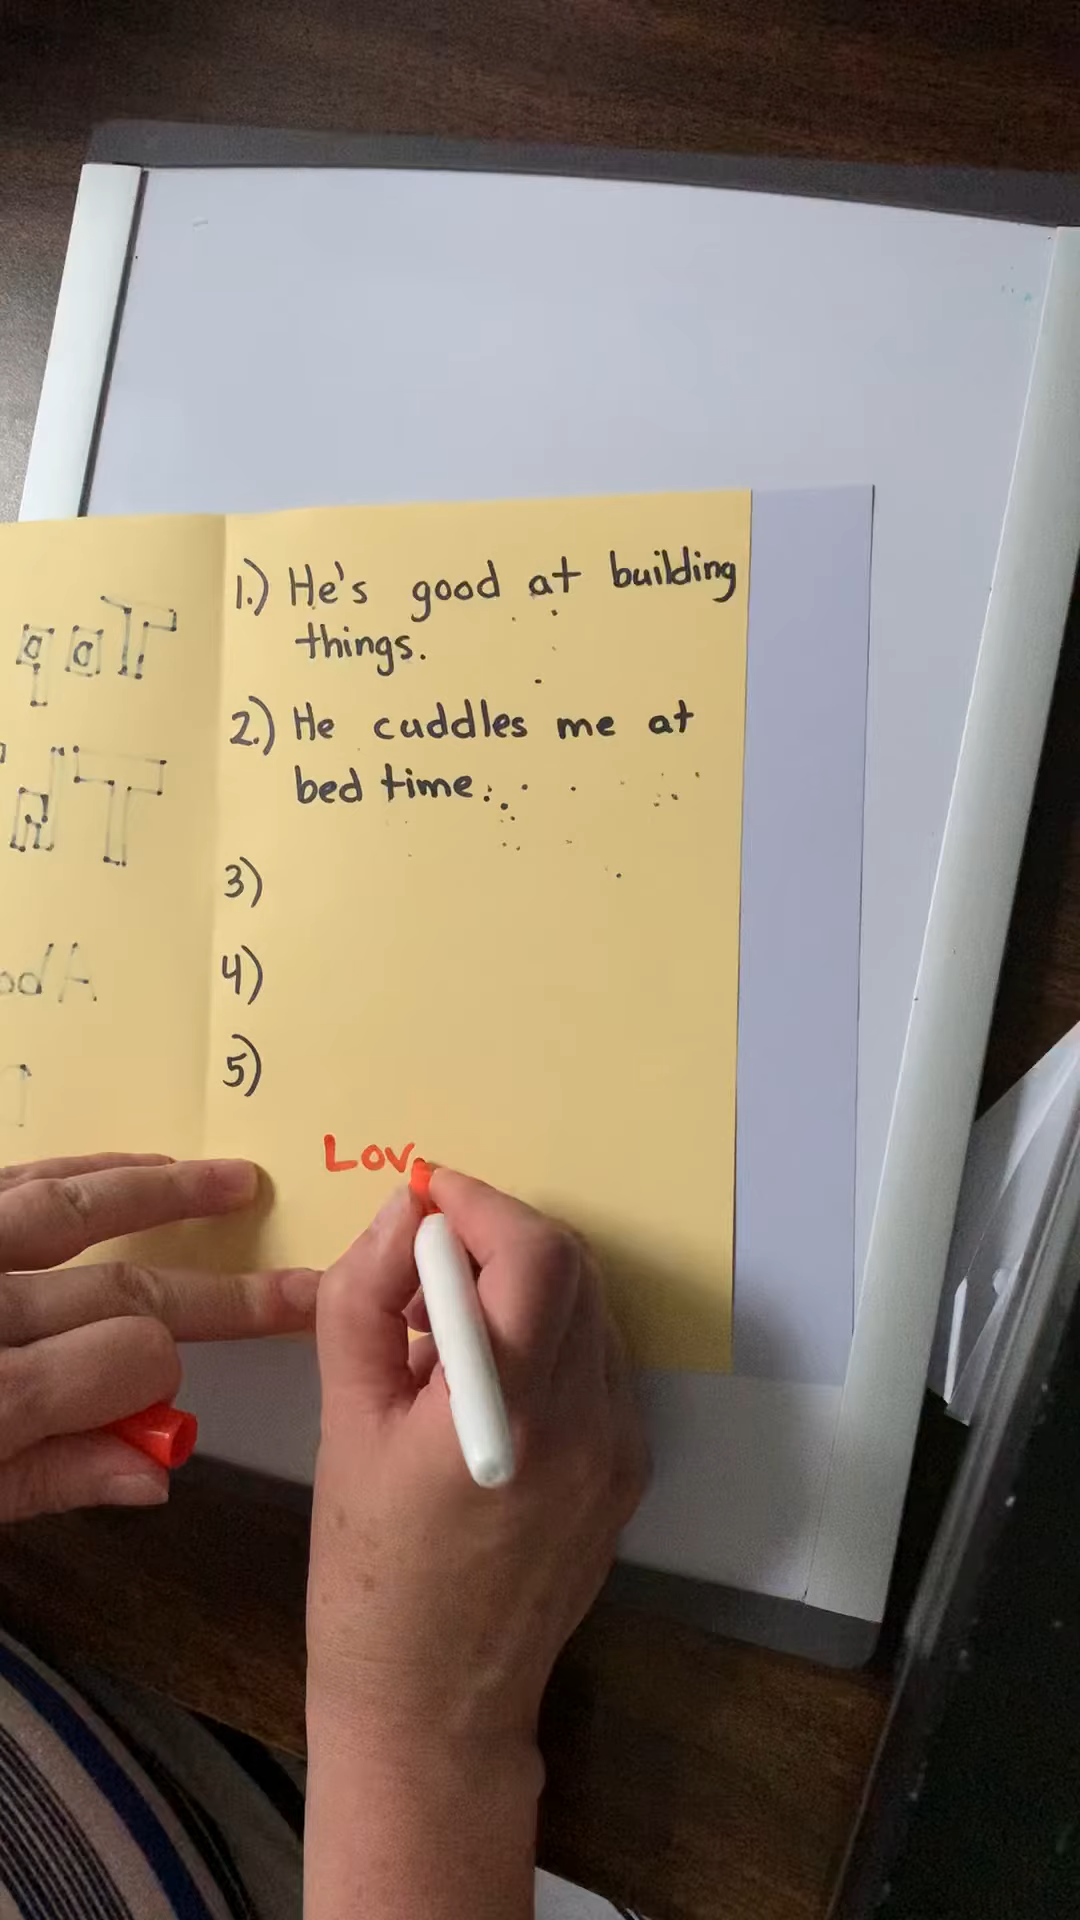 1.) He's good at building
things.
2.) He cuddles me at
bed time.
3)
4)
5)
Lov